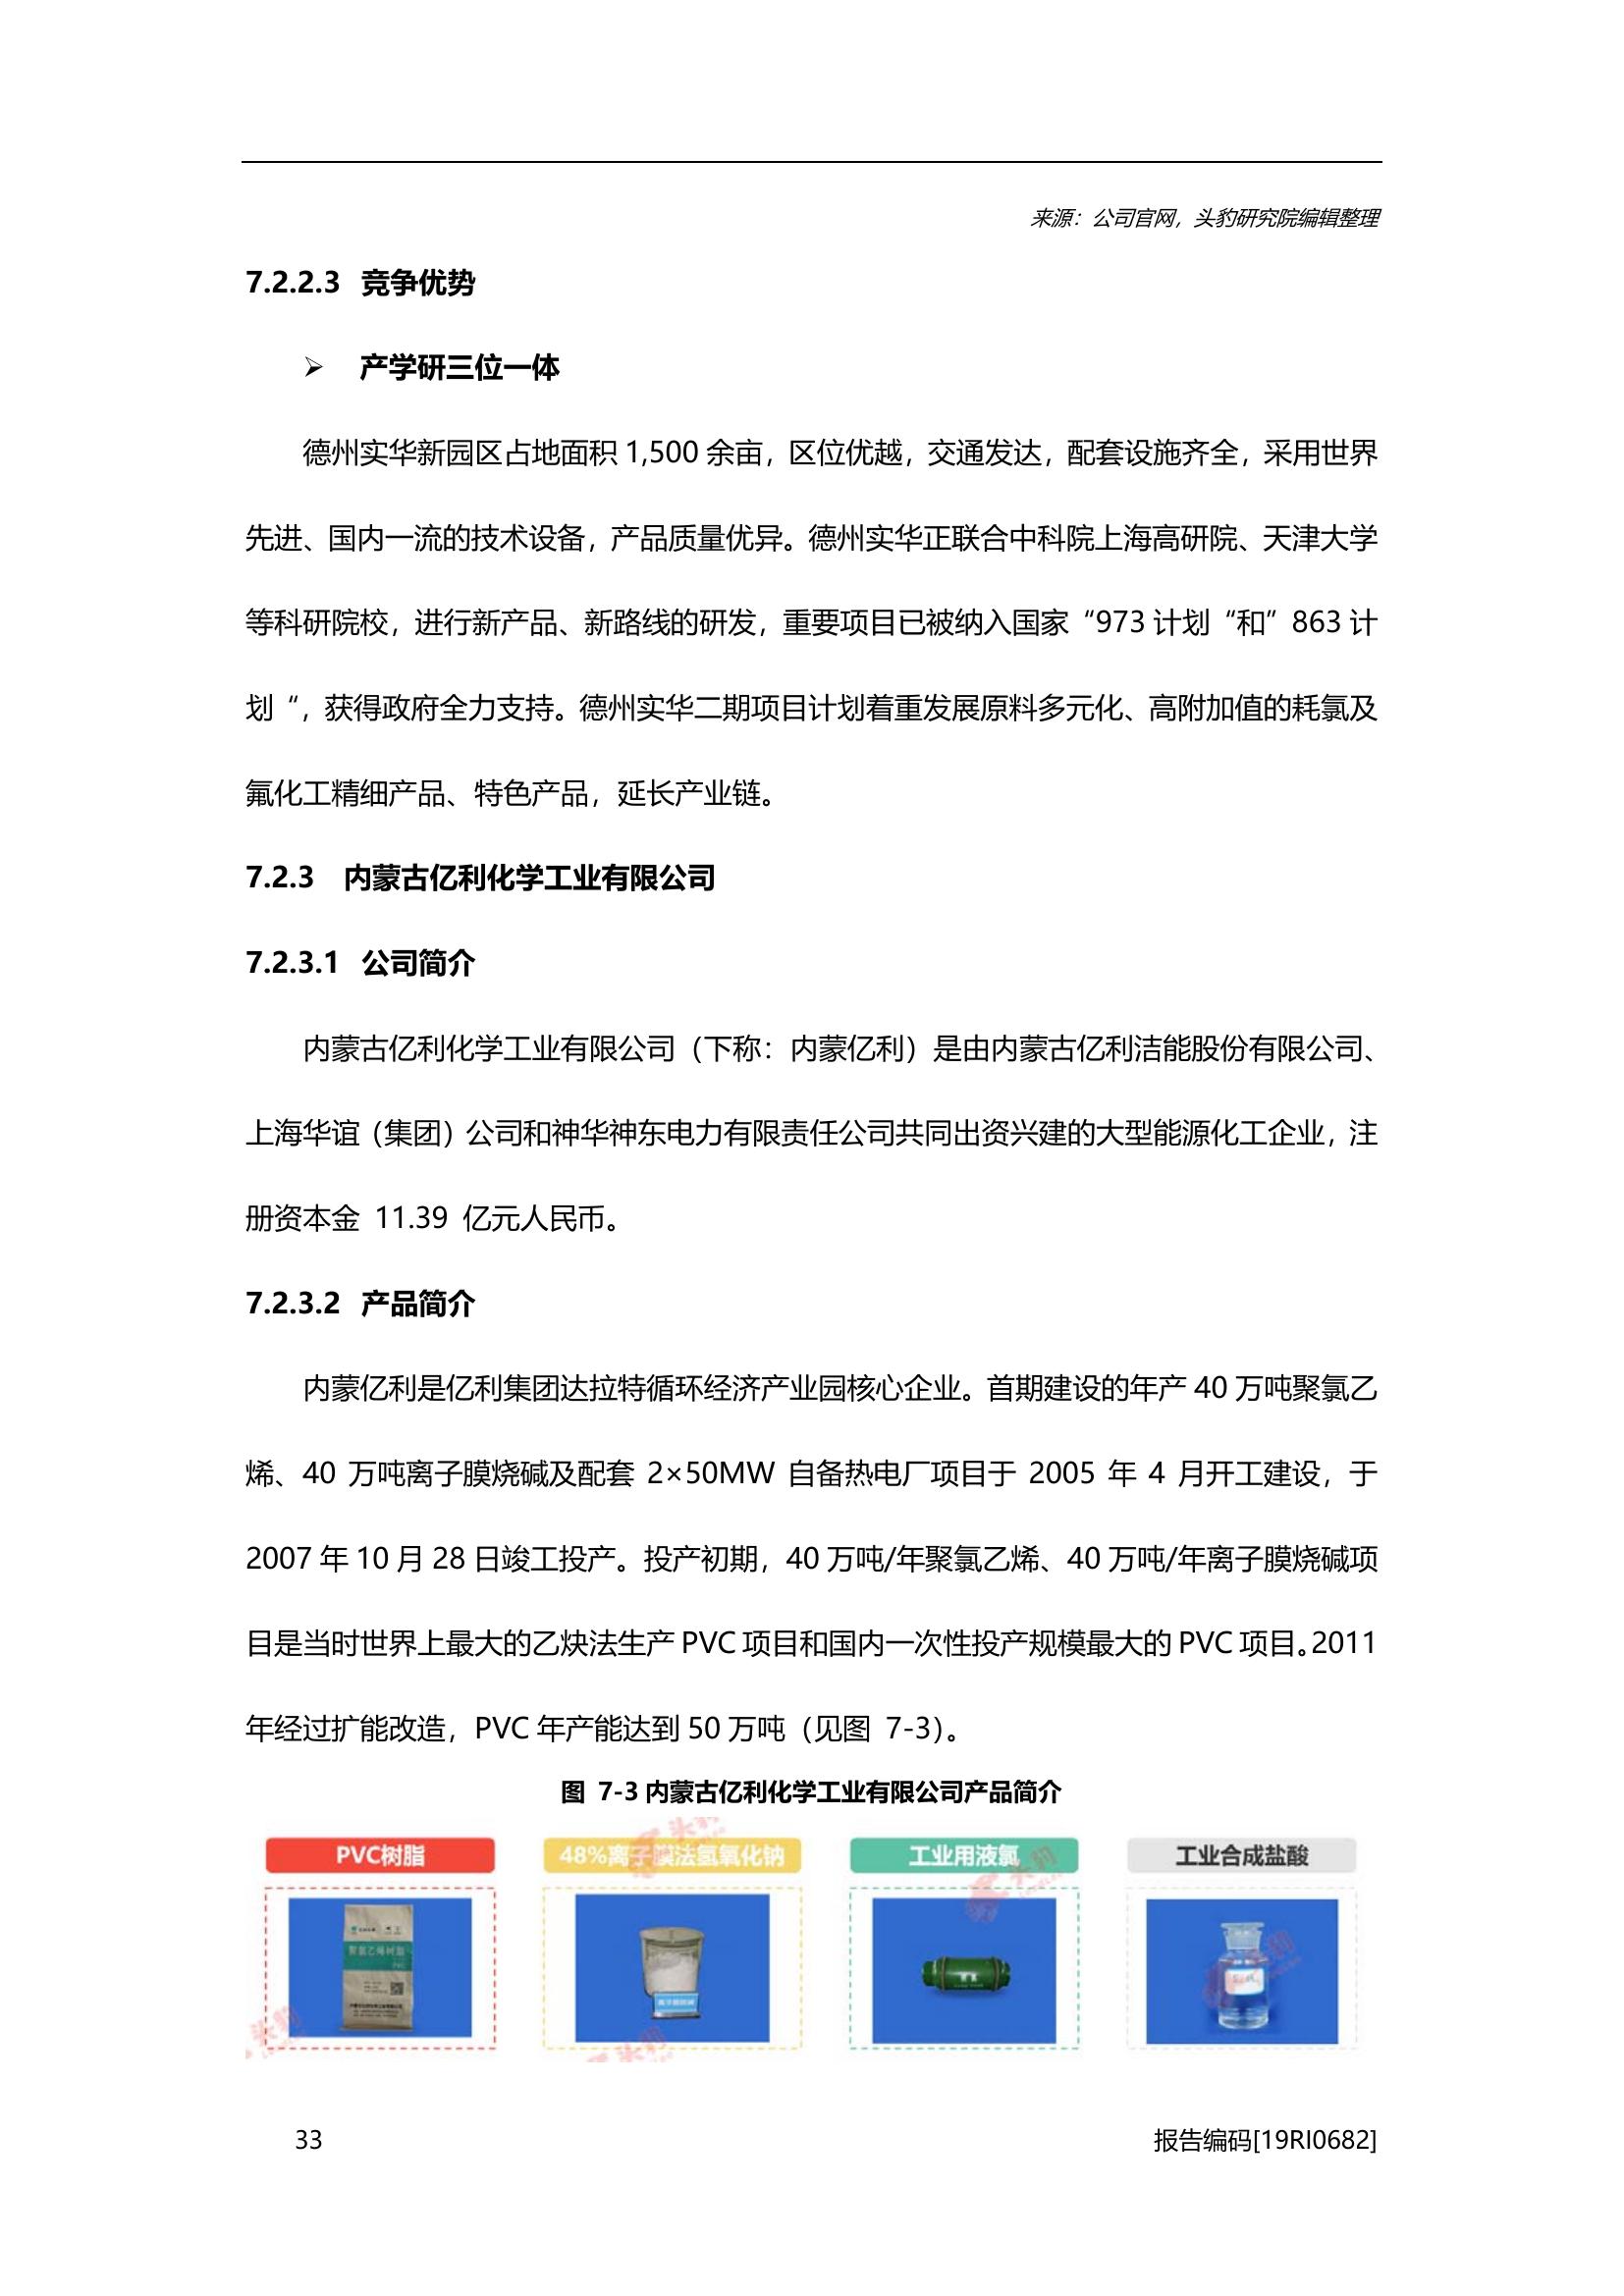 来源：公司官网，头豹研究院编辑整理
7.2.2.3 竞争优势
➢ 产学研三位一体
德州实华新园区占地面积 1,500 余亩，区位优越，交通发达，配套设施齐全，采用世界
先进、国内一流的技术设备，产品质量优异。德州实华正联合中科院上海高研院、天津大学
等科研院校，进行新产品、新路线的研发，重要项目已被纳入国家“973 计划“和”863 计
划“，获得政府全力支持。德州实华二期项目计划着重发展原料多元化、高附加值的耗氯及
氟化工精细产品、特色产品，延长产业链。
7.2.3 内蒙古亿利化学工业有限公司
7.2.3.1 公司简介
内蒙古亿利化学工业有限公司（下称：内蒙亿利）是由内蒙古亿利洁能股份有限公司、
上海华谊（集团）公司和神华神东电力有限责任公司共同出资兴建的大型能源化工企业，注
册资本金 11.39 亿元人民币。
7.2.3.2 产品简介
内蒙亿利是亿利集团达拉特循环经济产业园核心企业。首期建设的年产 40 万吨聚氯乙
烯、40 万吨离子膜烧碱及配套 2×50MW 自备热电厂项目于 2005 年 4 月开工建设，于
2007 年 10 月 28 日竣工投产。投产初期，40 万吨/年聚氯乙烯、40 万吨/年离子膜烧碱项
目是当时世界上最大的乙炔法生产 PVC 项目和国内一次性投产规模最大的 PVC 项目。2011
年经过扩能改造，PVC 年产能达到 50 万吨（见图 7-3）。
图 7-3 内蒙古亿利化学工业有限公司产品简介
PVC树脂
48%离子膜法氢氧化钠
工业用液氯
工业合成盐酸
聚氯乙烯树脂
PVC
头豹
头豹
头豹
头豹
头豹
33
报告编码[19RI0682]